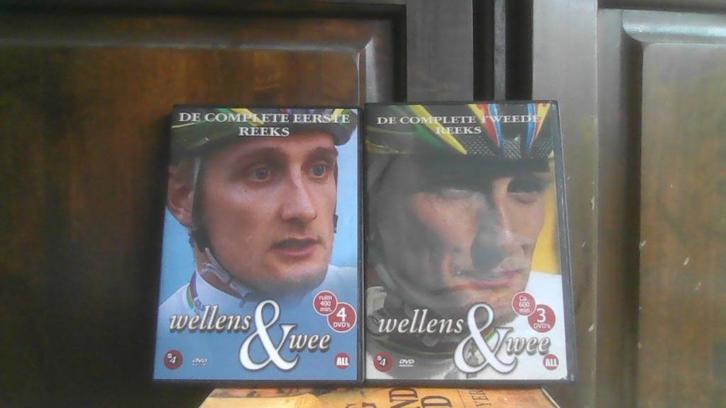 DE COMPLETE EERSTE
REEKS
ruim
400
min.
4
DVD's
wellens
&
wee
DVD
ALL
DE COMPLETE TWEEDE
REEKS
Ca.
600
min.
3
DVD's
wellens
&
wee
DVD
ALL